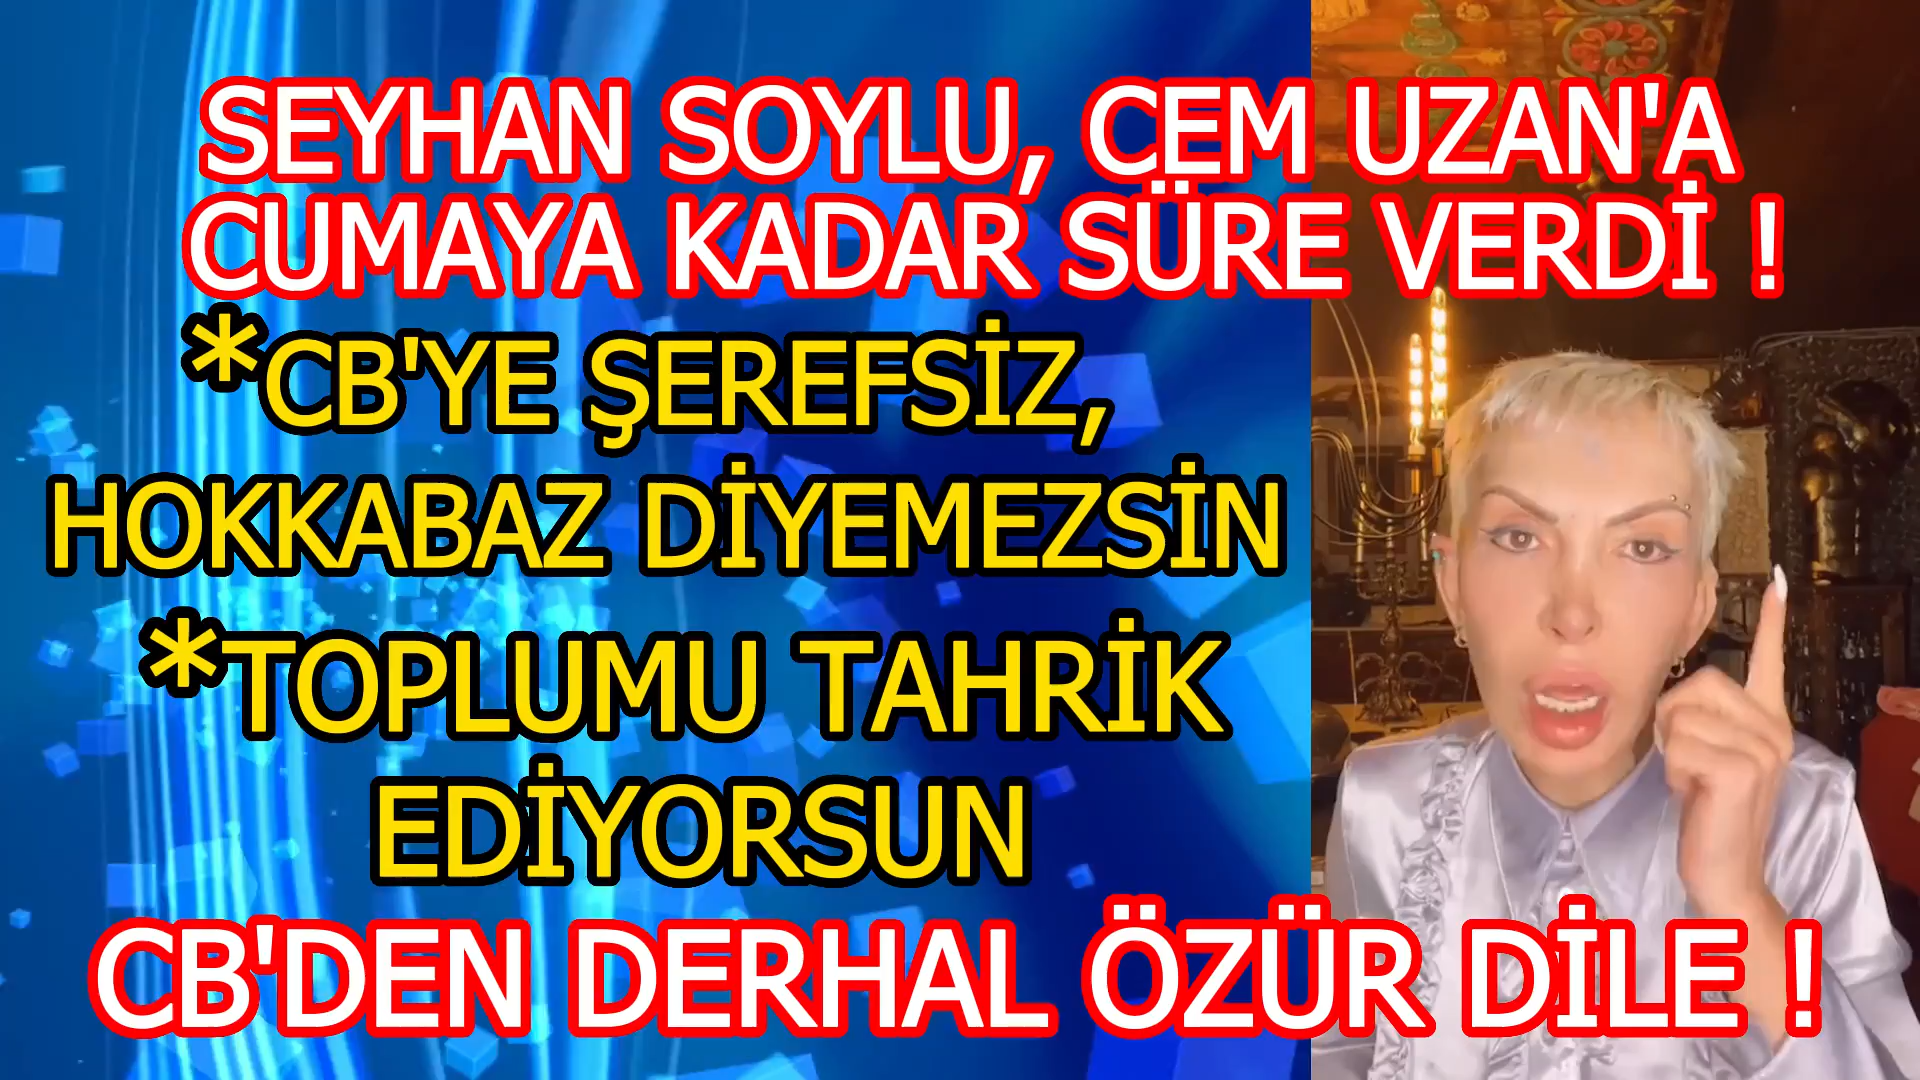 SEYHAN SOYLU, CEM UZAN'A
CUMAYA KADAR SÜRE VERDİ !
*CB'YE ŞEREFSİZ,
HOKKABAZ DİYEMEZSİN
*TOPLUMU TAHRİK
EDİYORSUN
CB'DEN DERHAL ÖZÜR DİLE !